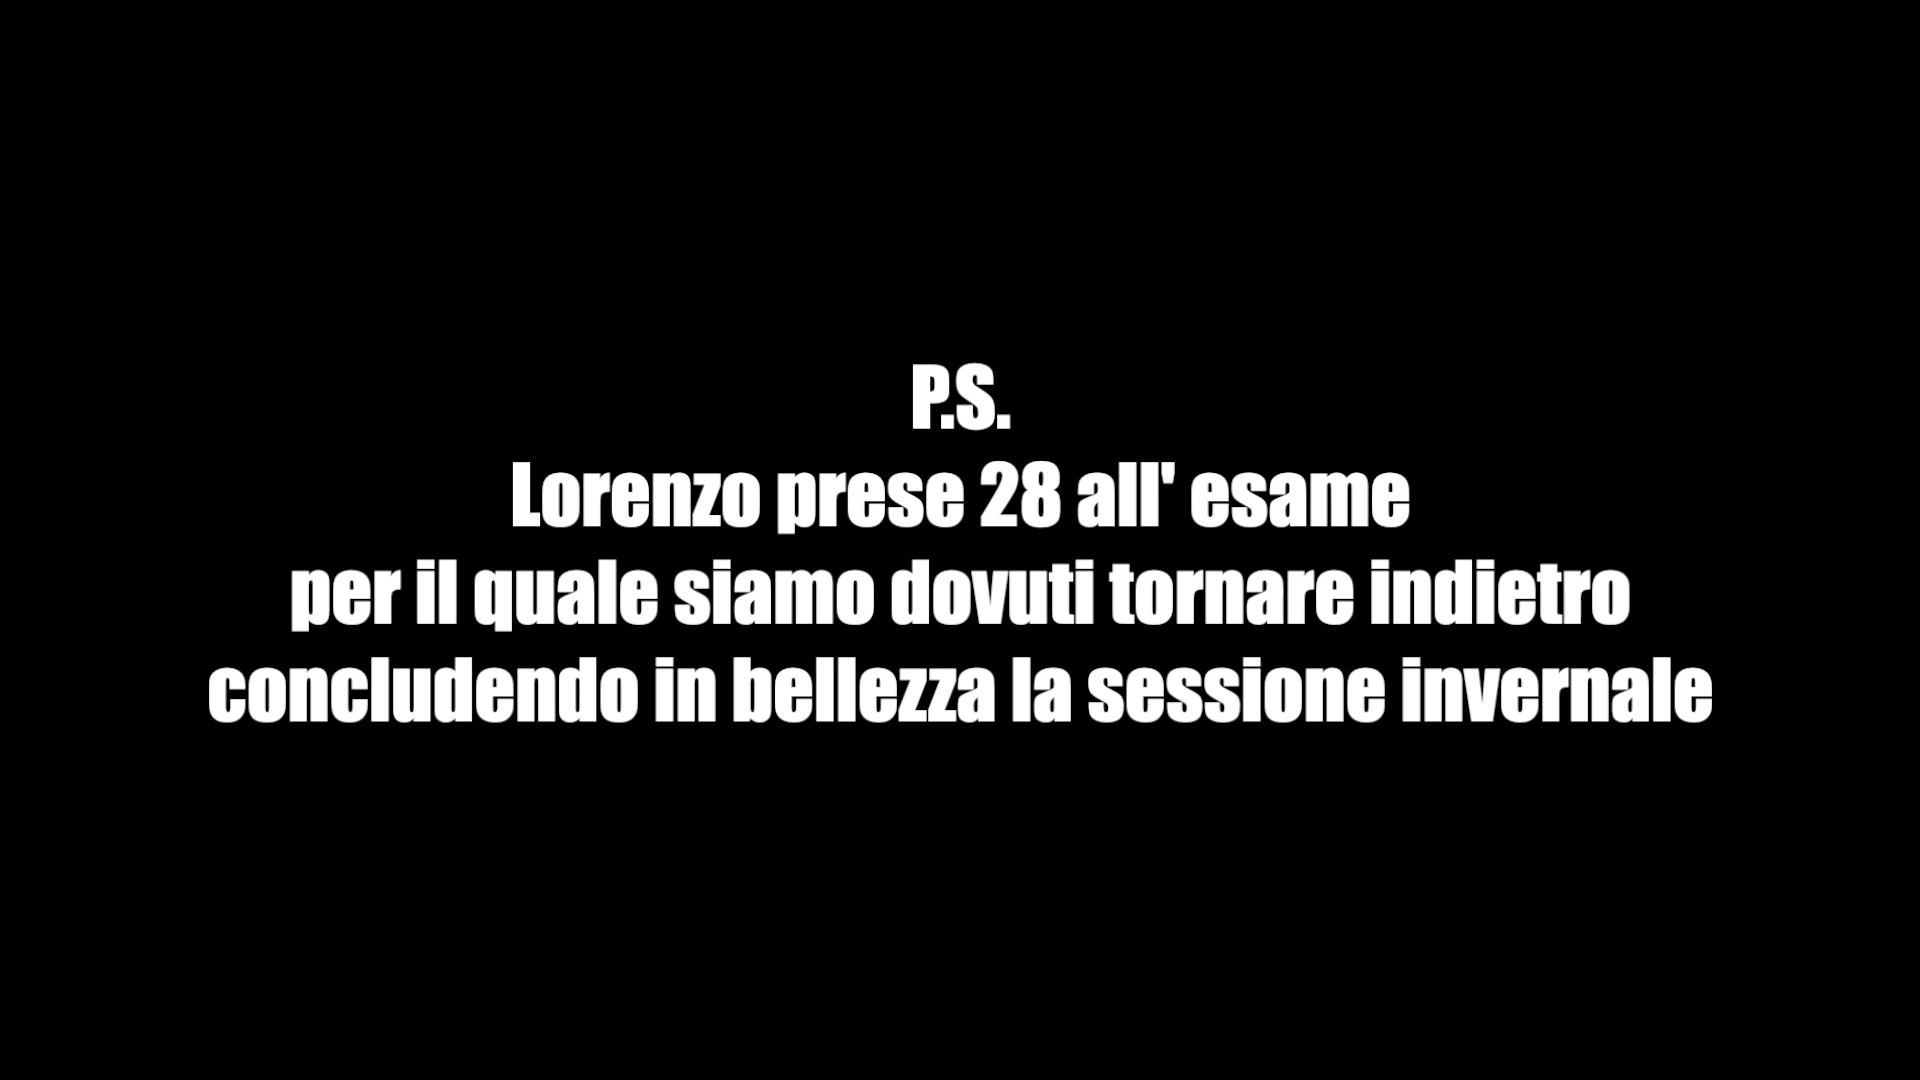 P.S.
Lorenzo prese 28 all' esame
per il quale siamo dovuti tornare indietro
concludendo in bellezza la sessione invernale